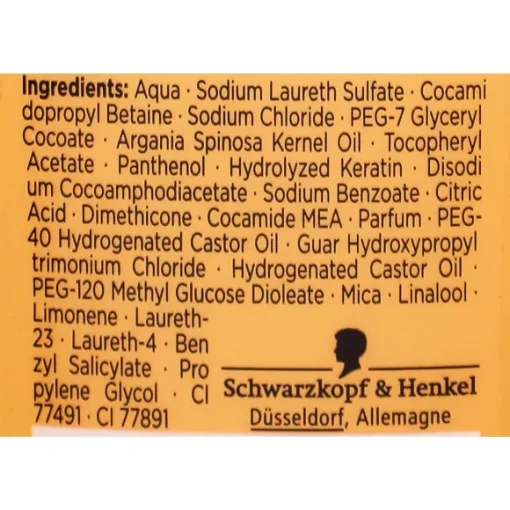 Ingredients: Aqua · Sodium Laureth Sulfate · Cocami
dopropyl Betaine · Sodium Chloride · PEG-7 Glyceryl
Cocoate · Argania Spinosa Kernel Oil · Tocopheryl
Acetate · Panthenol · Hydrolyzed Keratin · Disodi
um Cocoamphodiacetate · Sodium Benzoate · Citric
Acid · Dimethicone · Cocamide MEA · Parfum · PEG-
40 Hydrogenated Castor Oil · Guar Hydroxypropyl
trimonium Chloride · Hydrogenated Castor Oil ·
PEG-120 Methyl Glucose Dioleate · Mica · Linalool ·
Limonene · Laureth-
23 · Laureth-4 · Ben
zyl Salicylate · Pro
pylene Glycol · CI
77491 · CI 77891
Schwarzkopf & Henkel
Düsseldorf, Allemagne